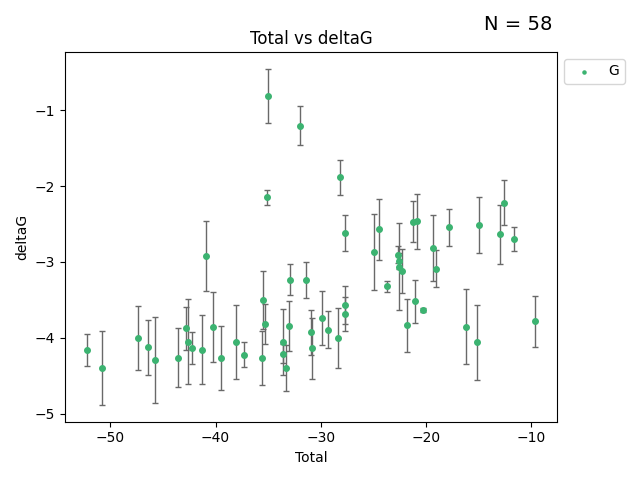 N = 58
Total vs deltaG
G
deltaG
−1
−2
−3
−4
−5
−50 −40 −30 −20 −10
Total